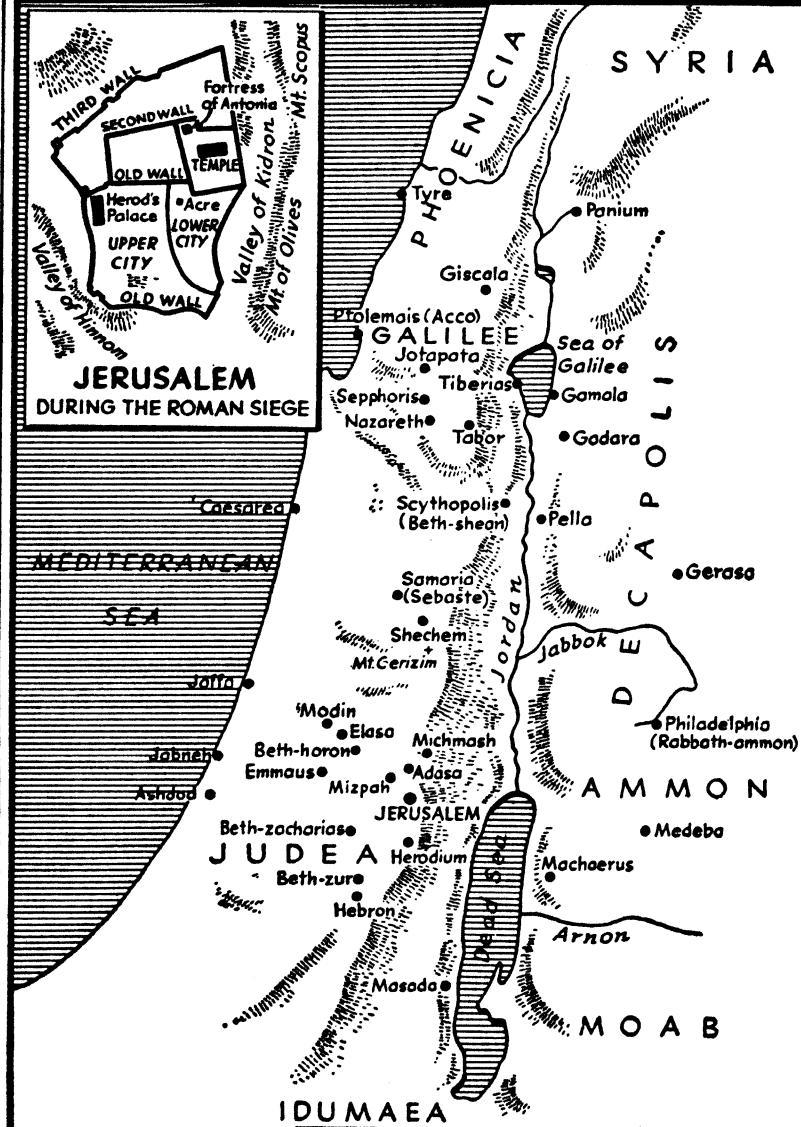 THIRD WALL
SECOND WALL
Fortress
of Antonia
Mt. Scopus
TEMPLE
OLD WALL
Herod's
Palace
Acre
LOWER
CITY
UPPER
CITY
Valley of Kidron
Mt. of Olives
Valley of Hinnom
OLD WALL
JERUSALEM
DURING THE ROMAN SIEGE
SYRIA
PHOENICIA
Tyre
Panium
Giscala
Ptolemais (Acco)
GALILEE
Sea of
Galilee
Jotapata
Tiberias
Sepphoris
Gamala
Nazareth
Tabor
Gadara
DECAPOLIS
Caesarea
Scythopolis
(Beth-shean)
Pella
MEDITERRANEAN
SEA
Gerasa
Samaria
(Sebaste)
Shechem
Mt. Gerizim
Jordan
Jabbok
Jaffa
Modin
Elasa
Philadelphia
(Rabbath-ammon)
Beth-horon
Michmash
Jabneh
Emmaus
Mizpah
Adasa
Ashdod
AMMON
JERUSALEM
Beth-zacharias
Medeba
JUDEA
Herodium
Dead Sea
Machaerus
Beth-zur
Hebron
Arnon
Masada
MOAB
IDUMAEA